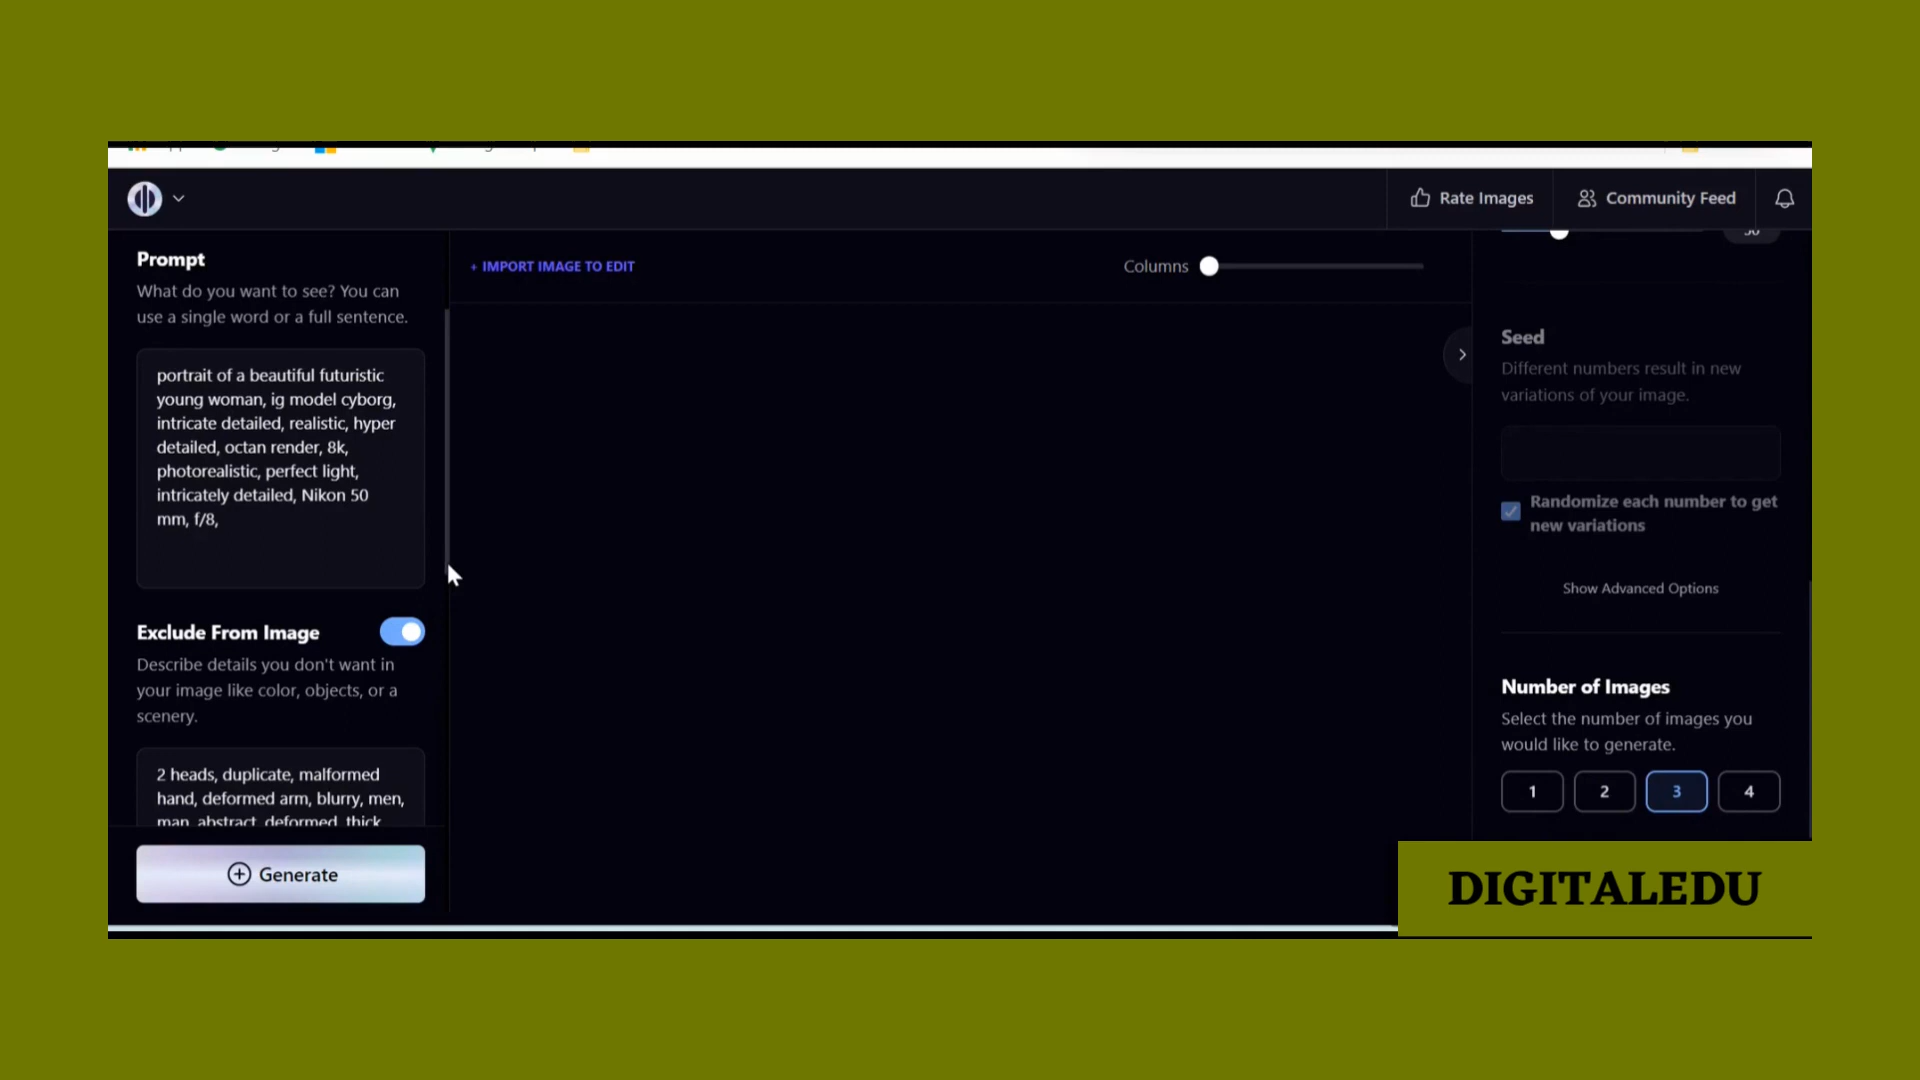 Rate Images
Community Feed
Prompt
What do you want to see? You can
use a single word or a full sentence.
portrait of a beautiful futuristic
young woman, ig model cyborg,
intricate detailed, realistic, hyper
detailed, octan render, 8k,
photorealistic, perfect light,
intricately detailed, Nikon 50
mm, f/8,
Exclude From Image
Describe details you don't want in
your image like color, objects, or a
scenery.
2 heads, duplicate, malformed
hand, deformed arm, blurry, men,
man, abstract, deformed, thick
Generate
+ IMPORT IMAGE TO EDIT
Columns
Seed
Different numbers result in new
variations of your image.
Randomize each number to get
new variations
Show Advanced Options
Number of Images
Select the number of images you
would like to generate.
1 2 3 4
DIGITALEDU